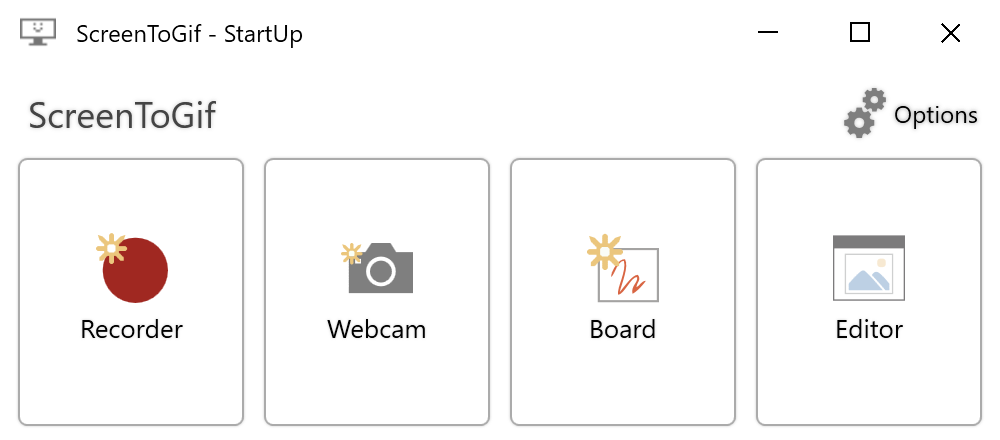 ScreenToGif - StartUp
ScreenToGif
Options
Recorder
Webcam
Board
Editor